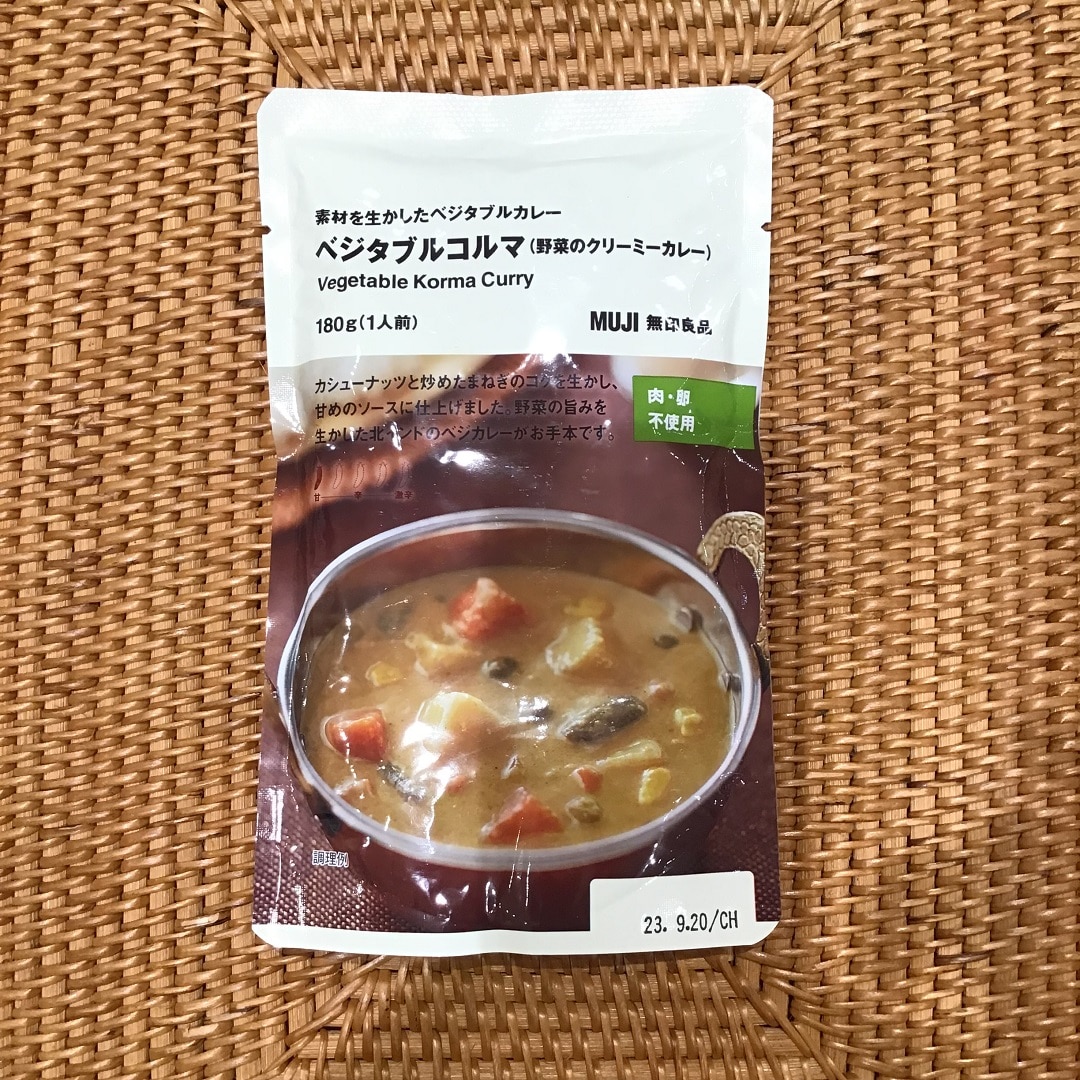 素材を生かしたベジタブルカレー
ベジタブルコルマ(野菜のクリーミーカレー)
Vegetable Korma Curry
180g(1人前)
MUJI 無印良品
カシューナッツと炒めたまねぎのコクを生かし、
甘めのソースに仕上げました。野菜の旨みを
生かした北インドのベジカレーがお手本です。
肉・卵
不使用
甘 辛 激辛
調理例
23. 9.20/CH